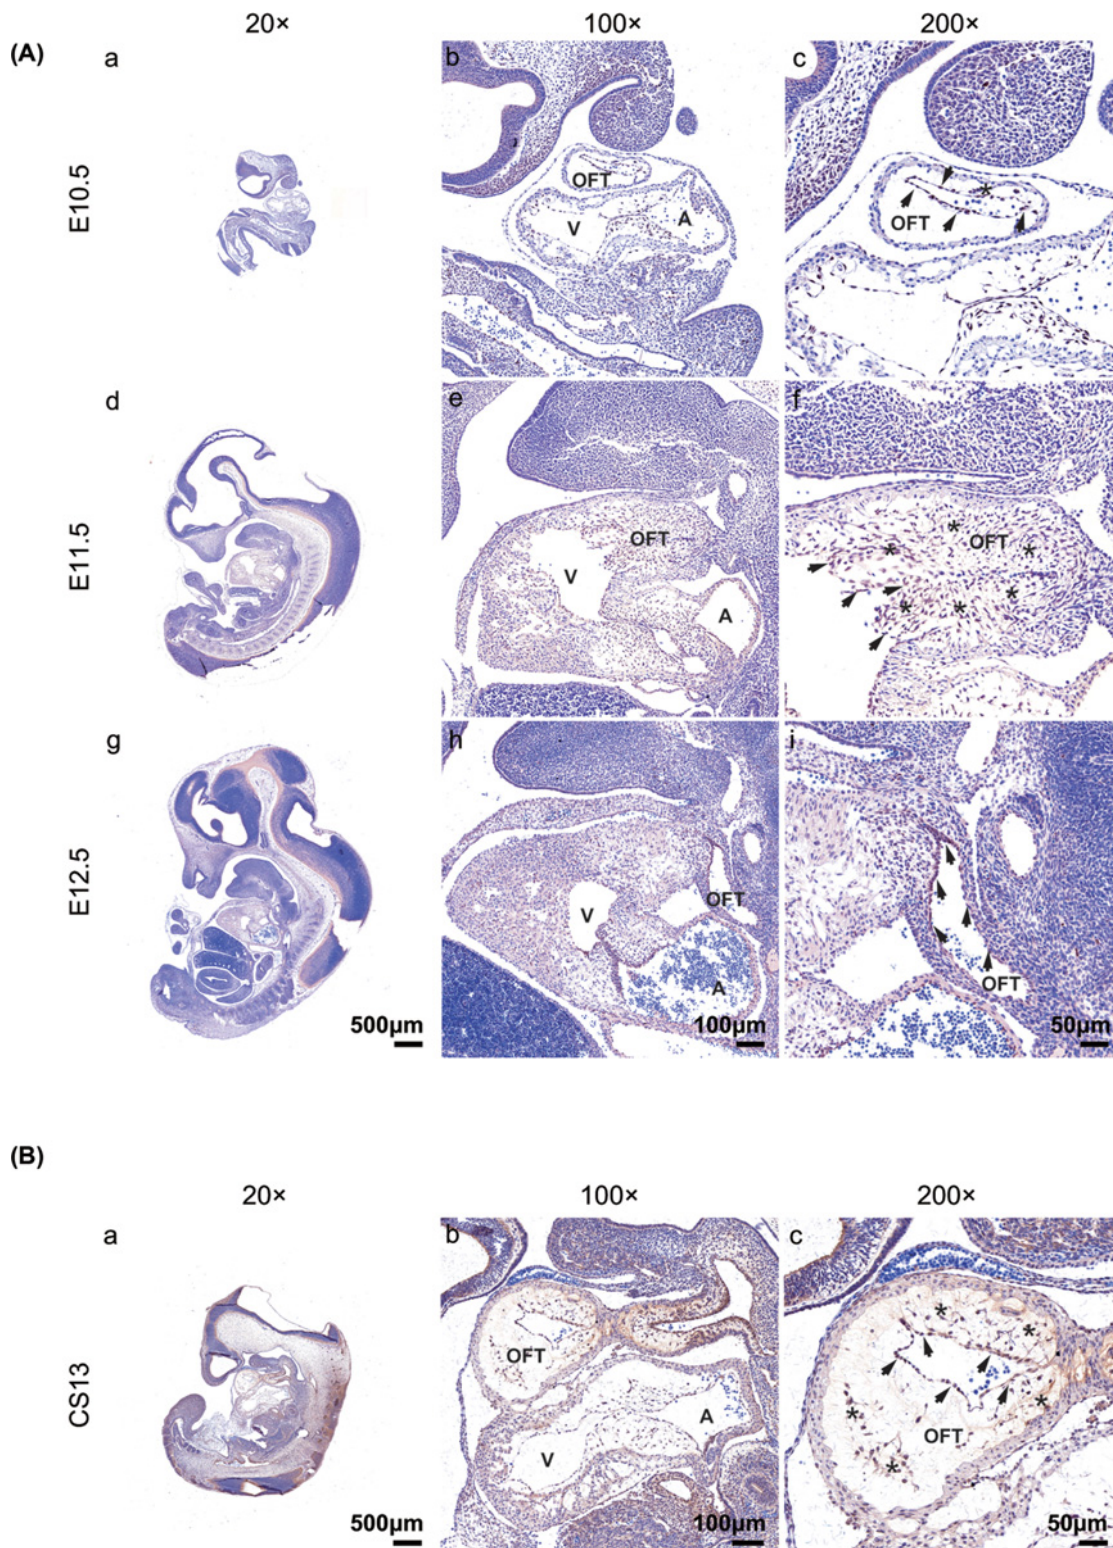 20× 100× 200×
(A)
a b c
E10.5
OFT
V A
OFT
*
d e f
E11.5
OFT
V
A
OFT
* * * * * *
g h i
E12.5
OFT
V
A
OFT
500µm 100µm 50µm
(B)
20× 100× 200×
a b c
CS13
OFT
A
V
OFT
* * * * *
500µm 100µm 50µm